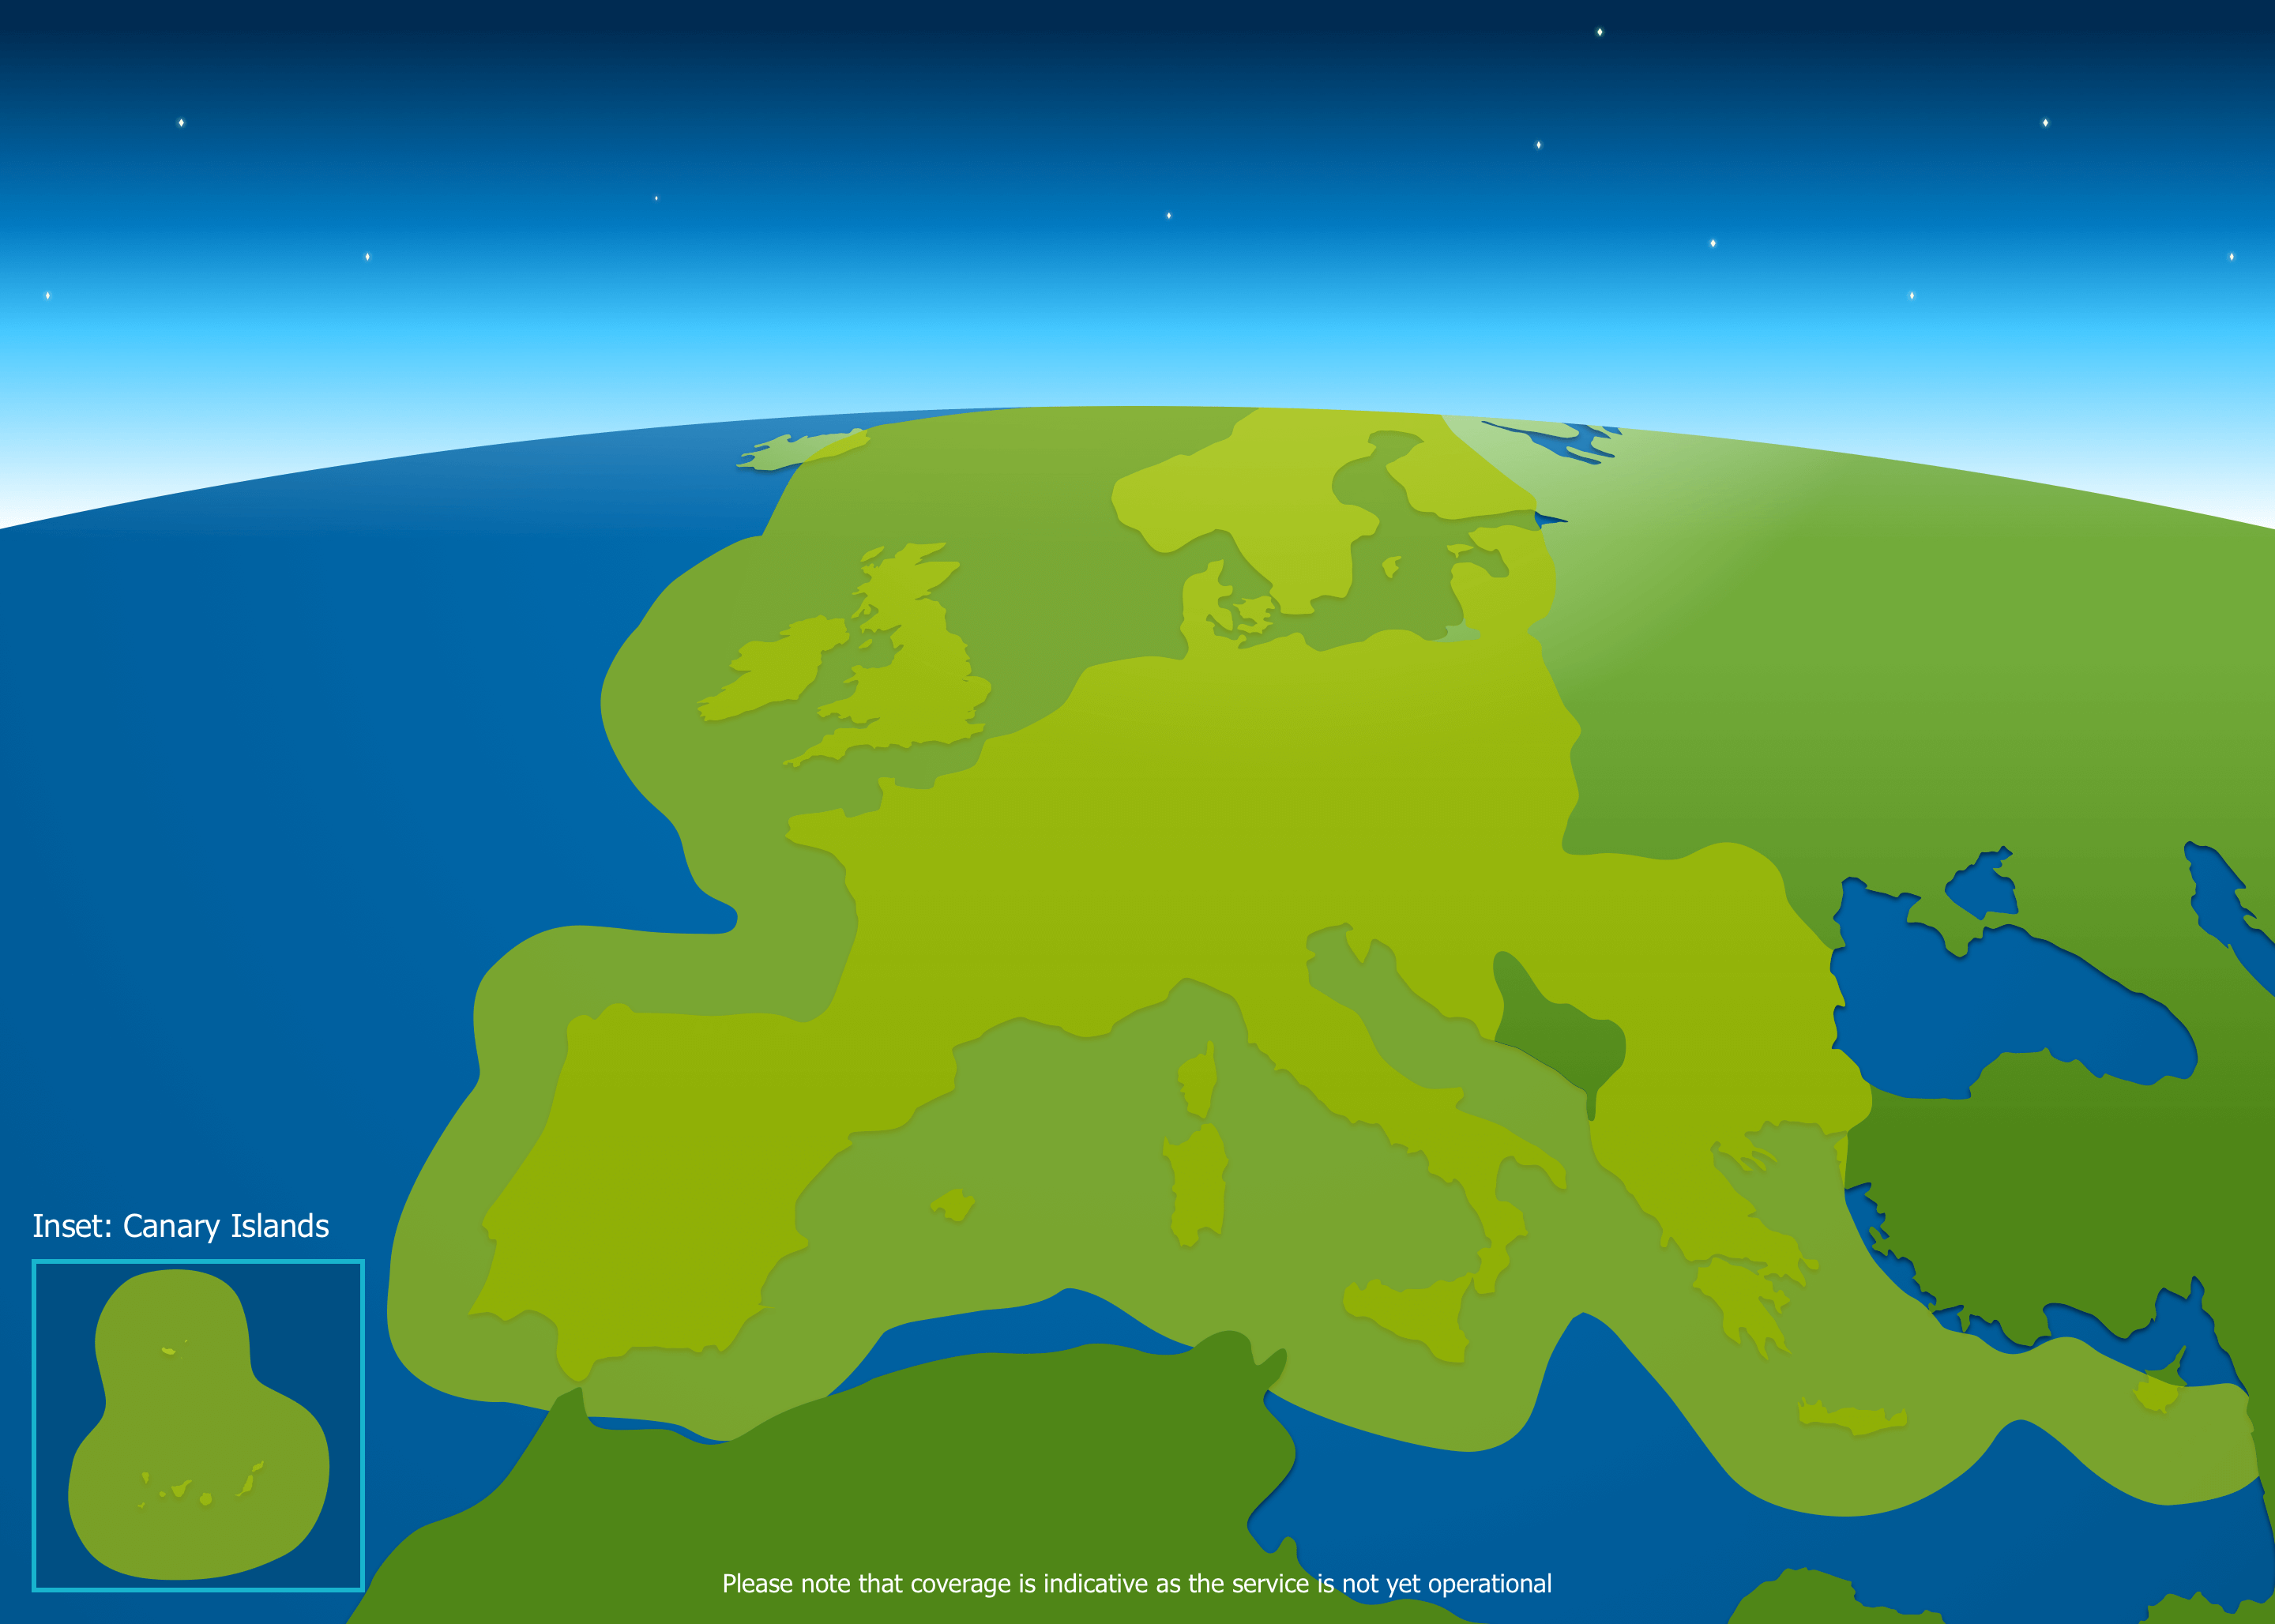 Inset: Canary Islands
Please note that coverage is indicative as the service is not yet operational